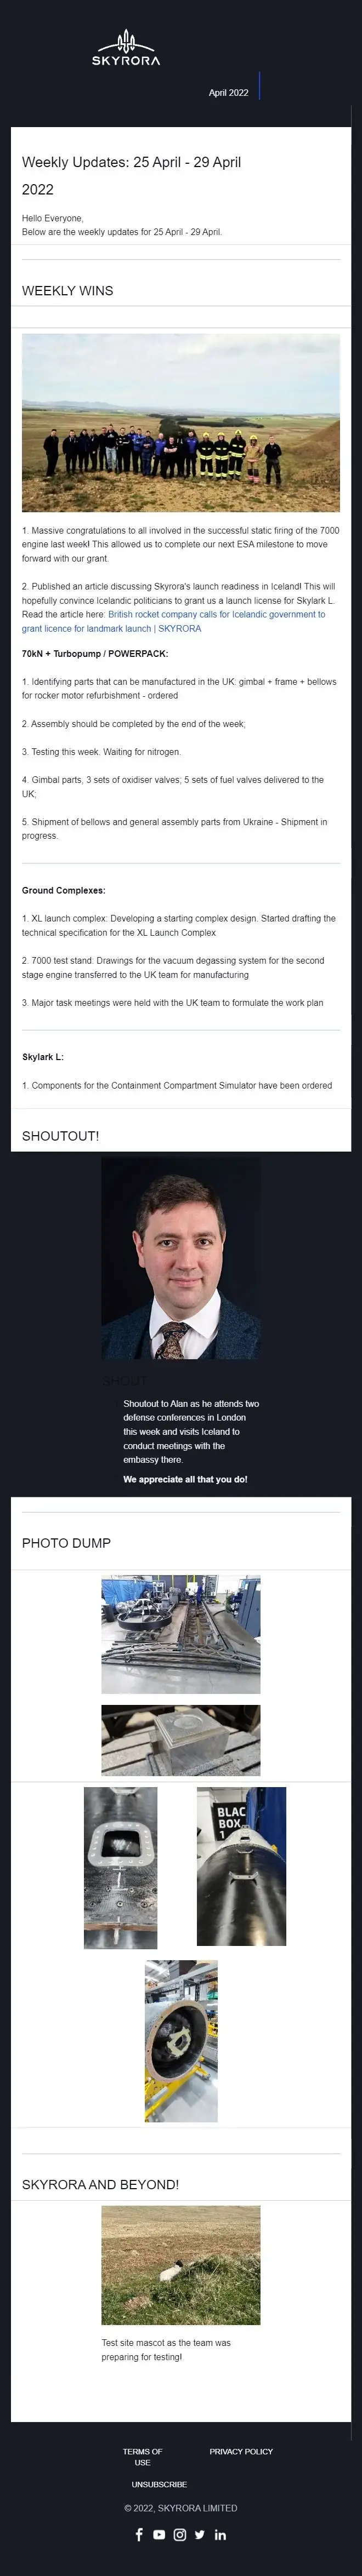 SKYRORA
April 2022
Weekly Updates: 25 April - 29 April
2022
Hello Everyone,
Below are the weekly updates for 25 April - 29 April.
WEEKLY WINS
1. Massive congratulations to all involved in the successful static firing of the 7000
engine last week! This allowed us to complete our next ESA milestone to move
forward with our grant.
2. Published an article discussing Skyrora's launch readiness in Iceland! This will
hopefully convince Icelandic politicians to grant us a launch license for Skylark L.
Read the article here: British rocket company calls for Icelandic government to
grant licence for landmark launch | SKYRORA
70kN + Turbopump / POWERPACK:
1. Identifying parts that can be manufactured in the UK: gimbal + frame + bellows
for rocker motor refurbishment - ordered
2. Assembly should be completed by the end of the week;
3. Testing this week. Waiting for nitrogen.
4. Gimbal parts, 3 sets of oxidiser valves; 5 sets of fuel valves delivered to the
UK;
5. Shipment of bellows and general assembly parts from Ukraine - Shipment in
progress.
Ground Complexes:
1. XL launch complex: Developing a starting complex design. Started drafting the
technical specification for the XL Launch Complex
2. 7000 test stand: Drawings for the vacuum degassing system for the second
stage engine transferred to the UK team for manufacturing
3. Major task meetings were held with the UK team to formulate the work plan
Skylark L:
1. Components for the Containment Compartment Simulator have been ordered
SHOUTOUT!
SHOUT
Shoutout to Alan as he attends two
defense conferences in London
this week and visits Iceland to
conduct meetings with the
embassy there.
We appreciate all that you do!
PHOTO DUMP
BLAC
BOX
1
SKYRORA AND BEYOND!
Test site mascot as the team was
preparing for testing!
TERMS OF
USE
PRIVACY POLICY
UNSUBSCRIBE
© 2022, SKYRORA LIMITED